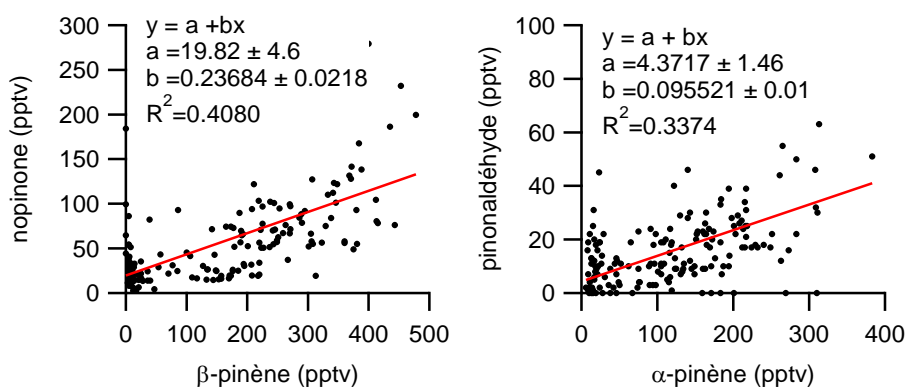 y = a +bx
a =19.82 ± 4.6
b =0.23684 ± 0.0218
R²=0.4080
nopinone (pptv)
300
250
200
150
100
50
0
0 100 200 300 400 500
β-pinène (pptv)
y = a + bx
a =4.3717 ± 1.46
b =0.095521 ± 0.01
R²=0.3374
pinonaldéhyde (pptv)
100
80
60
40
20
0
0 100 200 300 400
α-pinène (pptv)